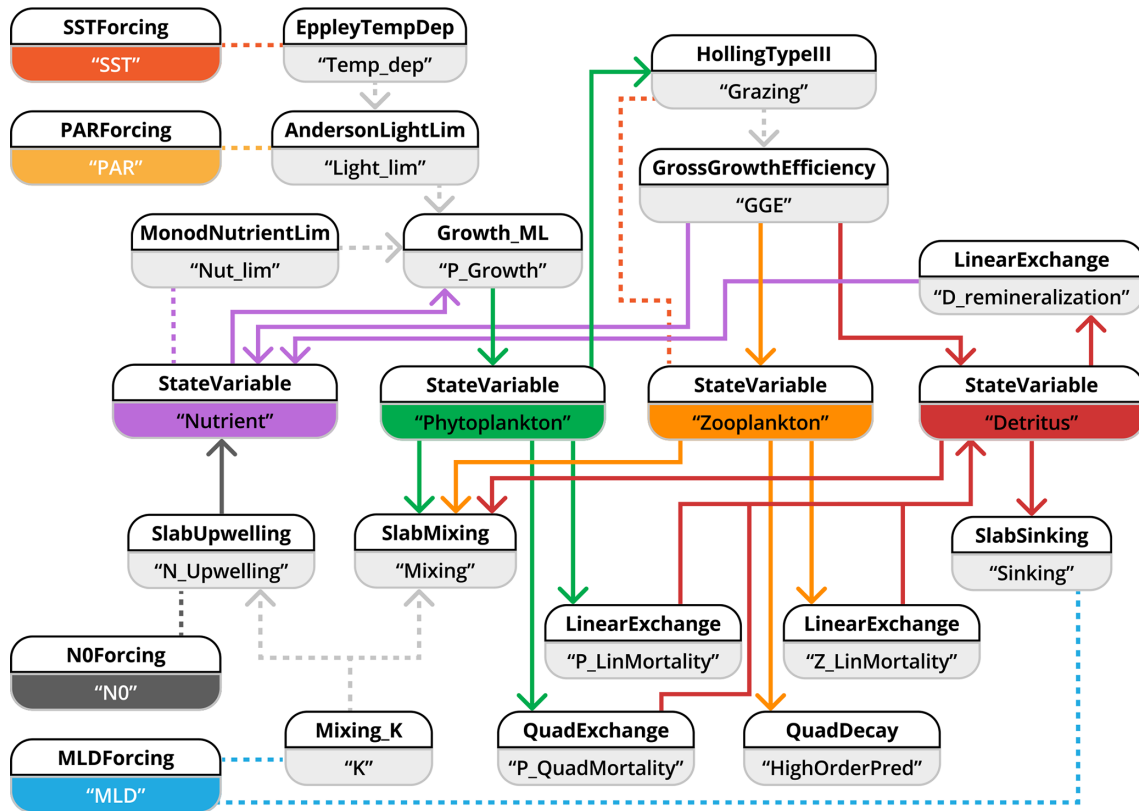 SSTForcing
“SST”
EppleyTempDep
“Temp_dep”
HollingTypeIII
“Grazing”
PARForcing
“PAR”
AndersonLightLim
“Light_lim”
GrossGrowthEfficiency
“GGE”
MonodNutrientLim
“Nut_lim”
Growth_ML
“P_Growth”
LinearExchange
“D_remineralization”
StateVariable
“Nutrient”
StateVariable
“Phytoplankton”
StateVariable
“Zooplankton”
StateVariable
“Detritus”
SlabUpwelling
“N_Upwelling”
SlabMixing
“Mixing”
SlabSinking
“Sinking”
LinearExchange
“P_LinMortality”
LinearExchange
“Z_LinMortality”
N0Forcing
“N0”
Mixing_K
“K”
QuadExchange
“P_QuadMortality”
QuadDecay
“HighOrderPred”
MLDForcing
“MLD”